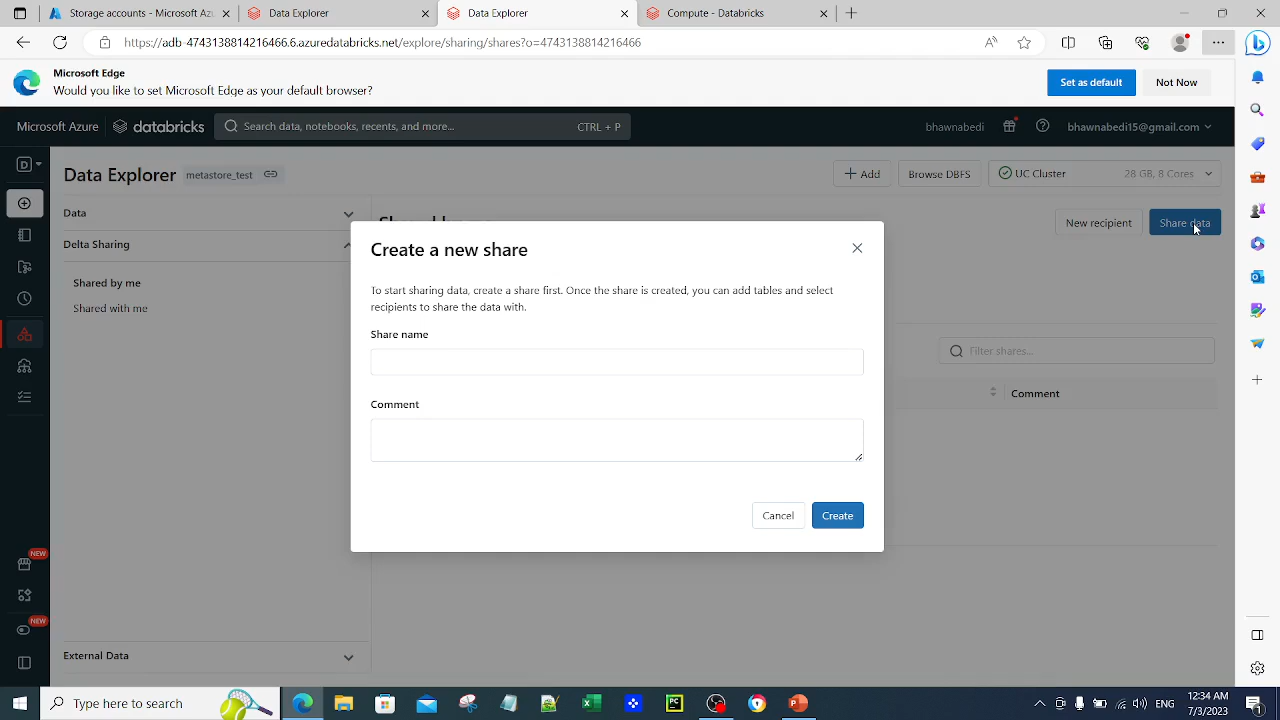 Storage accounts - Microsoft Az
Data Explorer
Data Explorer
Compute - Databricks
https://adb-4743138814216466.6.azuredatabricks.net/explore/sharing/shares?o=4743138814216466
Microsoft Edge
Would you like to set Microsoft Edge as your default browser?
Set as default
Not Now
Microsoft Azure
databricks
Search data, notebooks, recents, and more...
CTRL + P
bhawnabedi
bhawnabedi15@gmail.com
D
Data Explorer
metastore_test
Add
Browse DBFS
UC Cluster
28 GB, 8 Cores
Data
Delta Sharing
Shared by me
Shared with me
New recipient
Share data
Create a new share
To start sharing data, create a share first. Once the share is created, you can add tables and select
recipients to share the data with.
Share name
Comment
Cancel
Create
Filter shares...
Comment
NEW
NEW
External Data
Type here to search
ENG
12:34 AM
7/3/2023